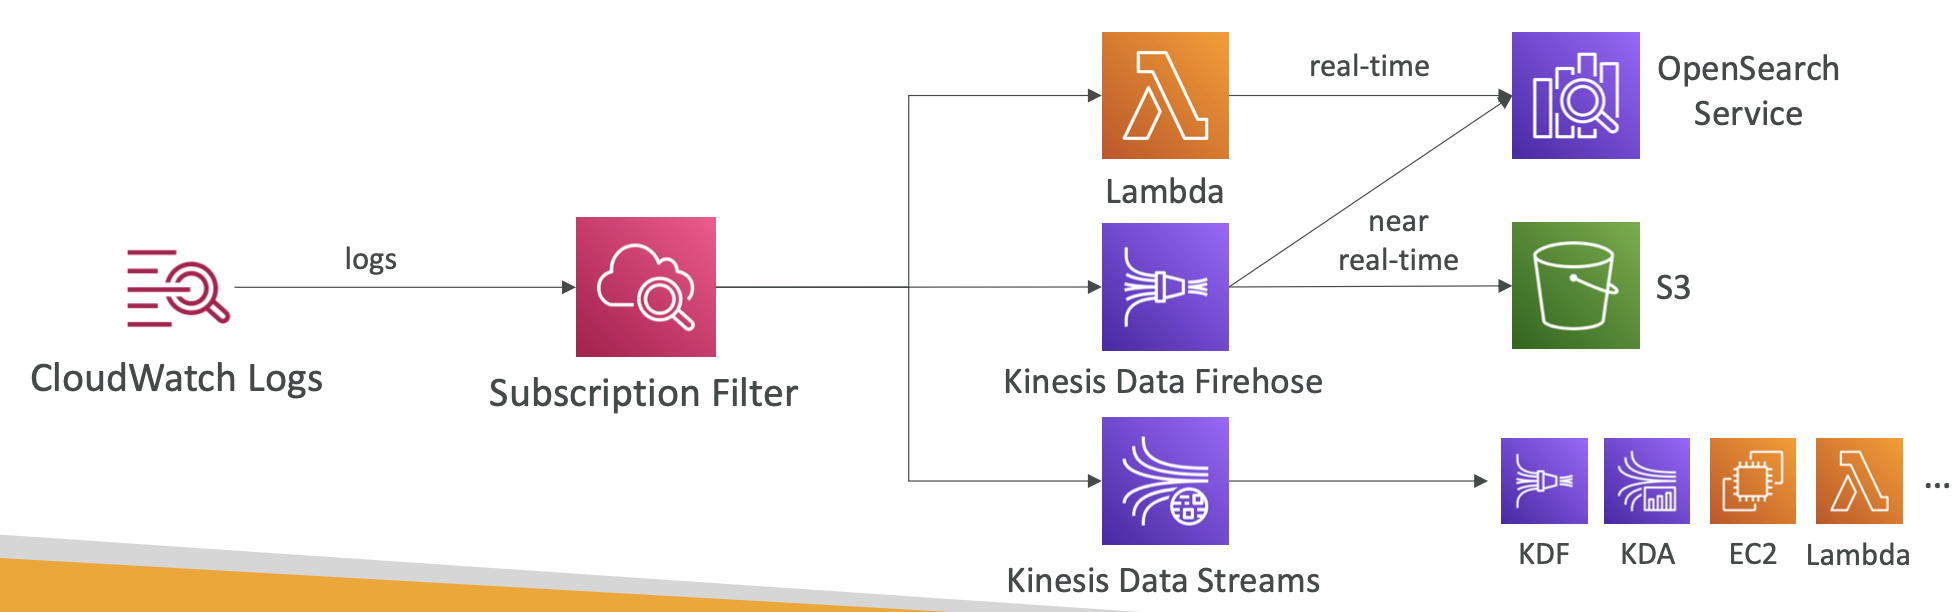 CloudWatch Logs
logs
Subscription Filter
Lambda
real-time
OpenSearch
Service
Kinesis Data Firehose
near
real-time
S3
Kinesis Data Streams
KDF
KDA
EC2
Lambda
...